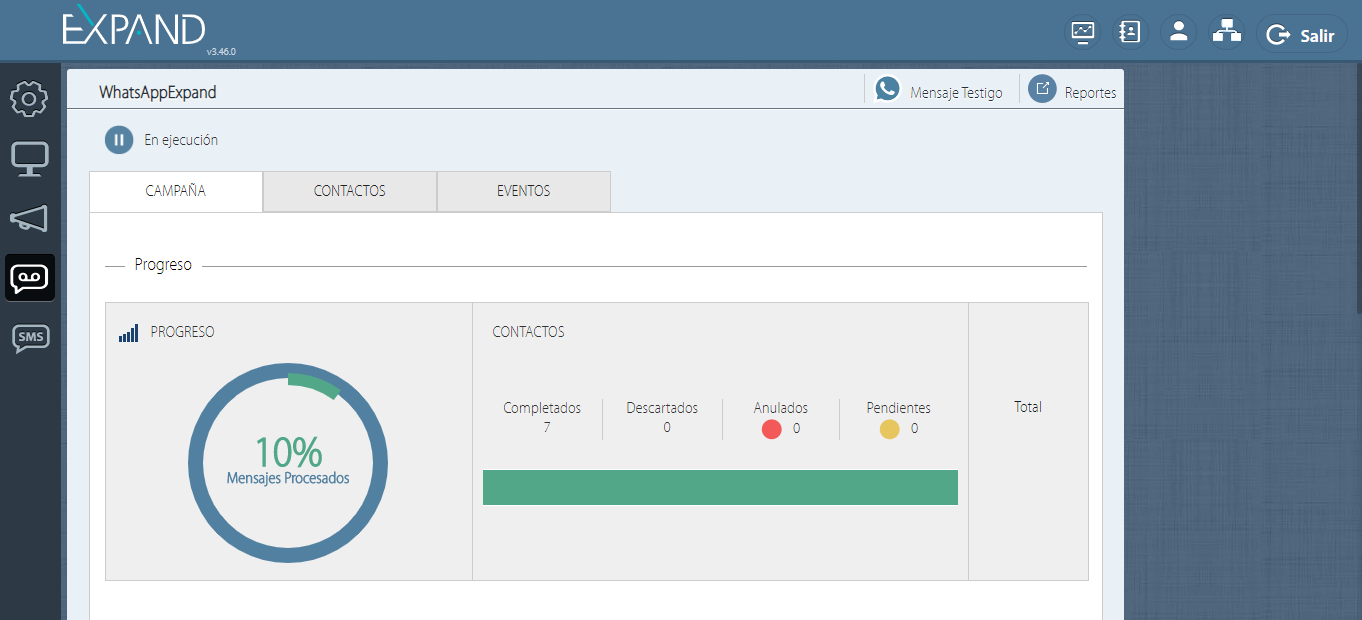 EXPAND
v3.46.0
Salir
WhatsAppExpand
Mensaje Testigo
Reportes
En ejecución
CAMPAÑA
CONTACTOS
EVENTOS
Progreso
PROGRESO
10%
Mensajes Procesados
CONTACTOS
Completados
7
Descartados
0
Anulados
0
Pendientes
0
Total
SMS